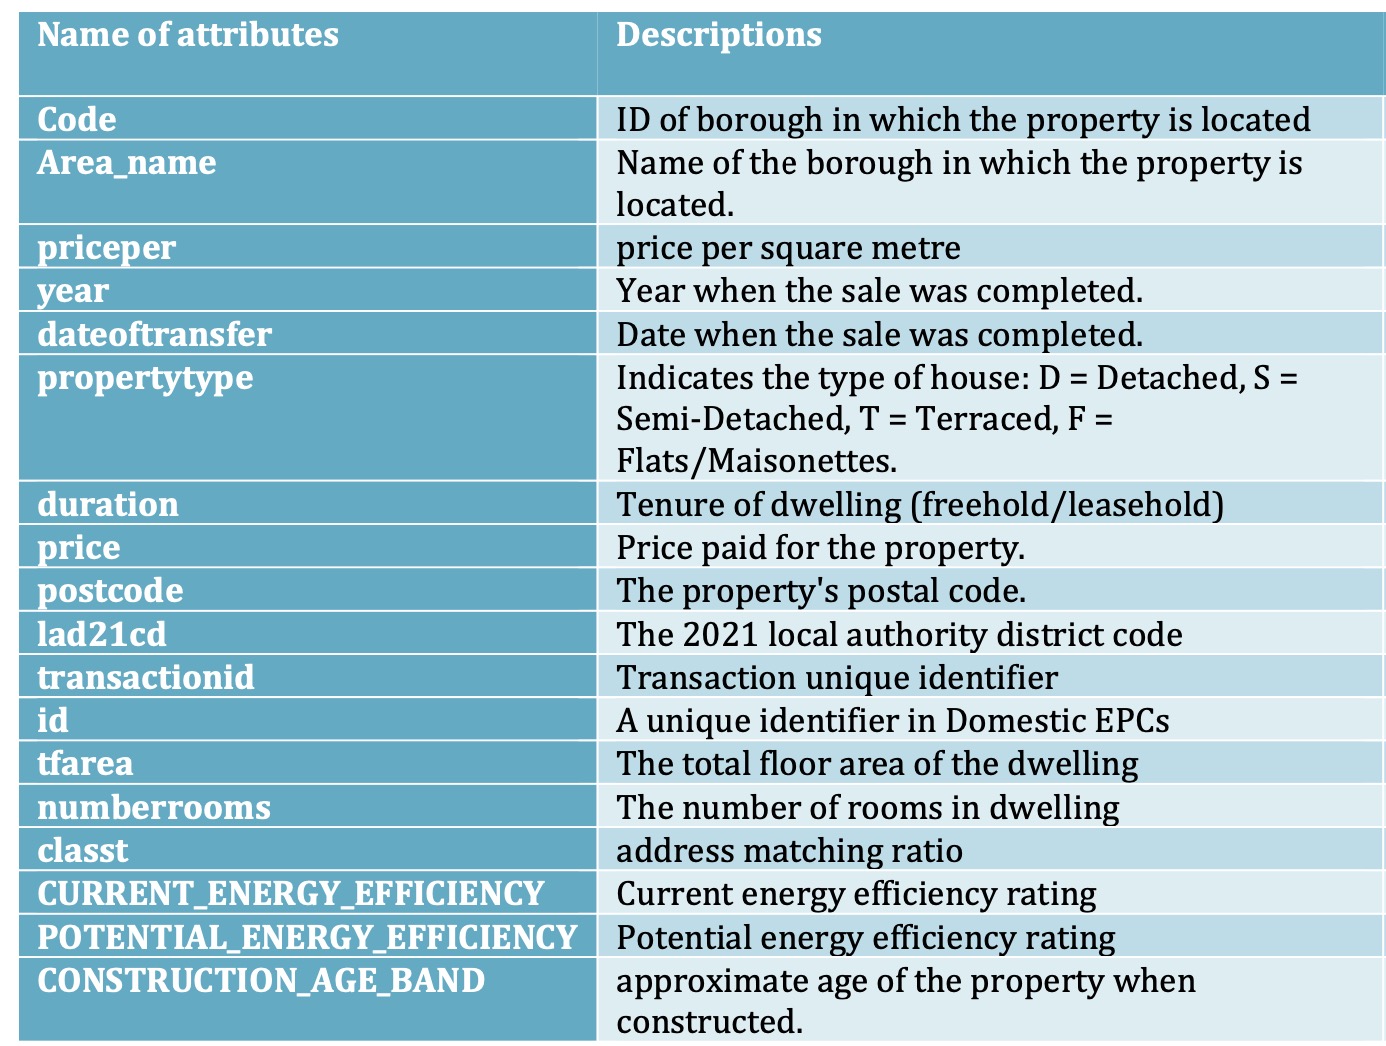 Name of attributes Descriptions
Code ID of borough in which the property is located
Area_name Name of the borough in which the property is
located.
priceper price per square metre
year Year when the sale was completed.
dateoftransfer Date when the sale was completed.
propertytype Indicates the type of house: D = Detached, S =
Semi-Detached, T = Terraced, F =
Flats/Maisonettes.
duration Tenure of dwelling (freehold/leasehold)
price Price paid for the property.
postcode The property's postal code.
lad21cd The 2021 local authority district code
transactionid Transaction unique identifier
id A unique identifier in Domestic EPCs
tfarea The total floor area of the dwelling
numberrooms The number of rooms in dwelling
classt address matching ratio
CURRENT_ENERGY_EFFICIENCY Current energy efficiency rating
POTENTIAL_ENERGY_EFFICIENCY Potential energy efficiency rating
CONSTRUCTION_AGE_BAND approximate age of the property when
constructed.